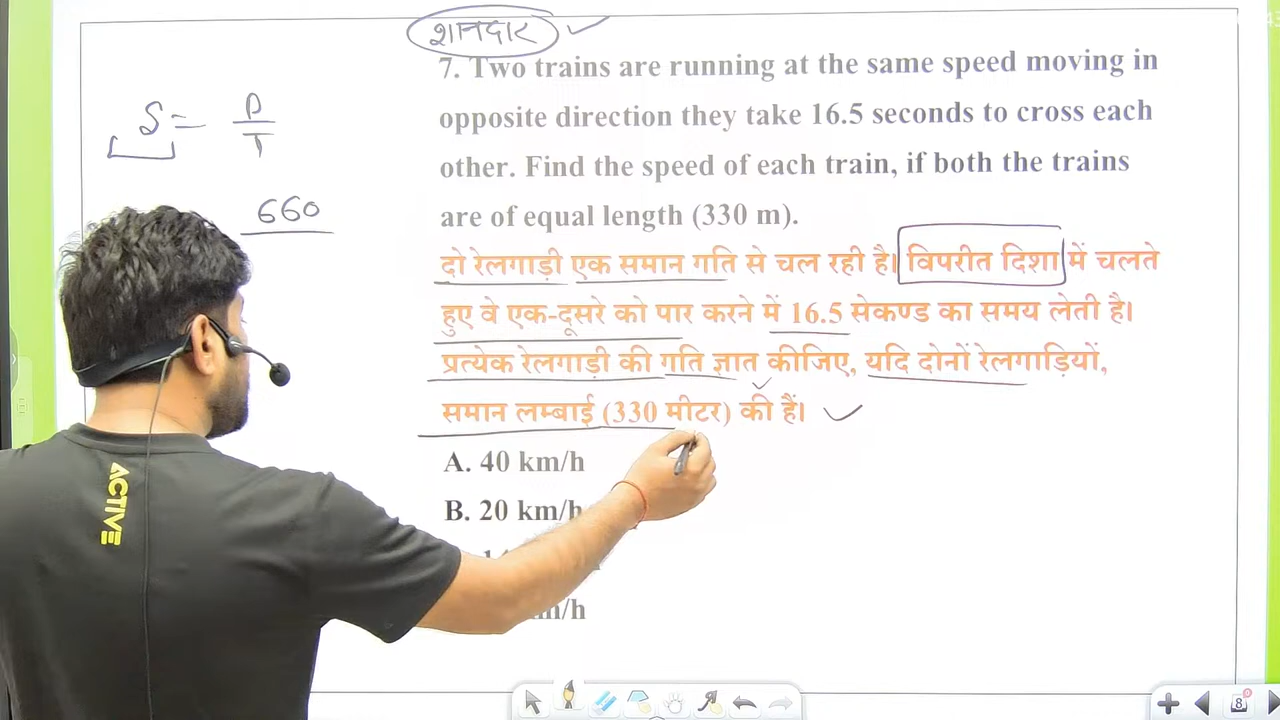 शानदार
7. Two trains are running at the same speed moving in
opposite direction they take 16.5 seconds to cross each
other. Find the speed of each train, if both the trains
are of equal length (330 m).
दो रेलगाड़ी एक समान गति से चल रही है। विपरीत दिशा में चलते
हुए वे एक-दूसरे को पार करने में 16.5 सेकण्ड का समय लेती है।
प्रत्येक रेलगाड़ी की गति ज्ञात कीजिए, यदि दोनों रेलगाड़ियों,
समान लम्बाई (330 मीटर) की हैं।
A. 40 km/h
B. 20 km/h
S = D
T
660
ACTIVE
8